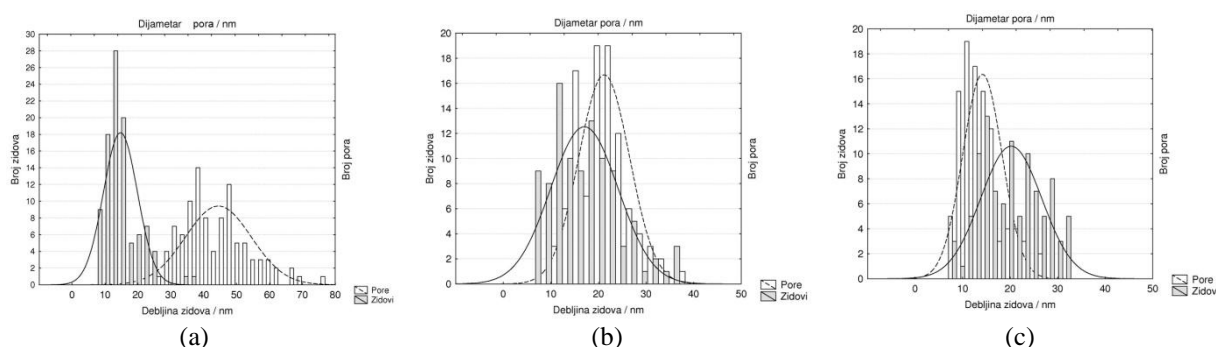 Dijametar pora / nm
30
28
26
24
22
20
18
16
14
12
10
8
6
4
2
0
Broj zidova
Broj pora
0 10 20 30 40 50 60 70 80
Debljina zidova / nm
Pore
Zidovi
(a)
Dijametar pora / nm
20
18
16
14
12
10
8
6
4
2
0
Broj zidova
Broj pora
0 10 20 30 40 50
Debljina zidova / nm
Pore
Zidovi
(b)
Dijametar pora / nm
20
18
16
14
12
10
8
6
4
2
0
Broj zidova
Broj pora
0 10 20 30 40 50
Debljina zidova / nm
Pore
Zidovi
(c)